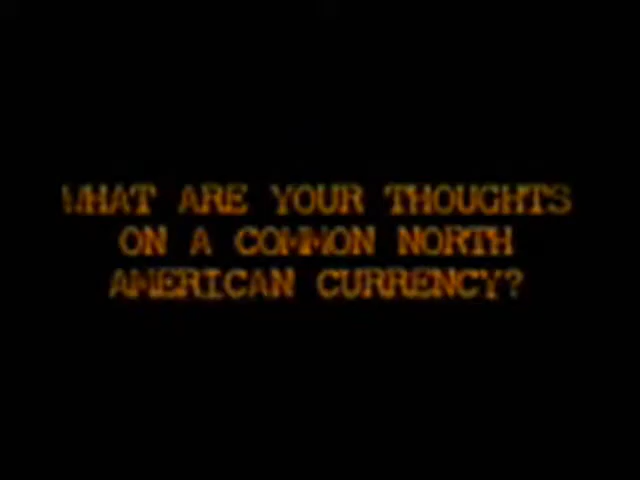 WHAT ARE YOUR THOUGHTS
ON A COMMON NORTH
AMERICAN CURRENCY?